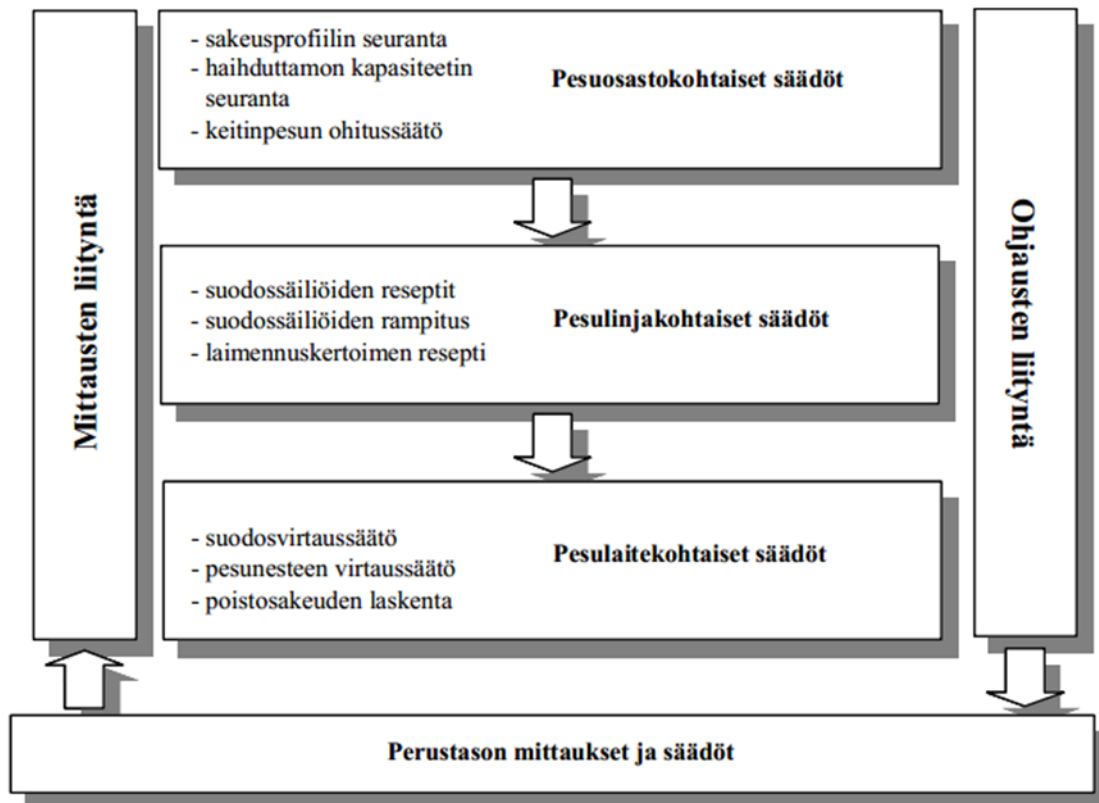 Mittausten liityntä
- sakeusprofiilin seuranta
- haihduttamon kapasiteetin
seuranta
- keitinpesun ohitussäätö
Pesuosastokohtaiset säädöt
- suodossäiliöiden reseptit
- suodossäiliöiden rampitus
- laimennuskertoimen resepti
Pesulinjakohtaiset säädöt
- suodosvirtaussäätö
- pesunesteen virtaussäätö
- poistosakeuden laskenta
Pesulaitekohtaiset säädöt
Ohjausten liityntä
Perustason mittaukset ja säädöt